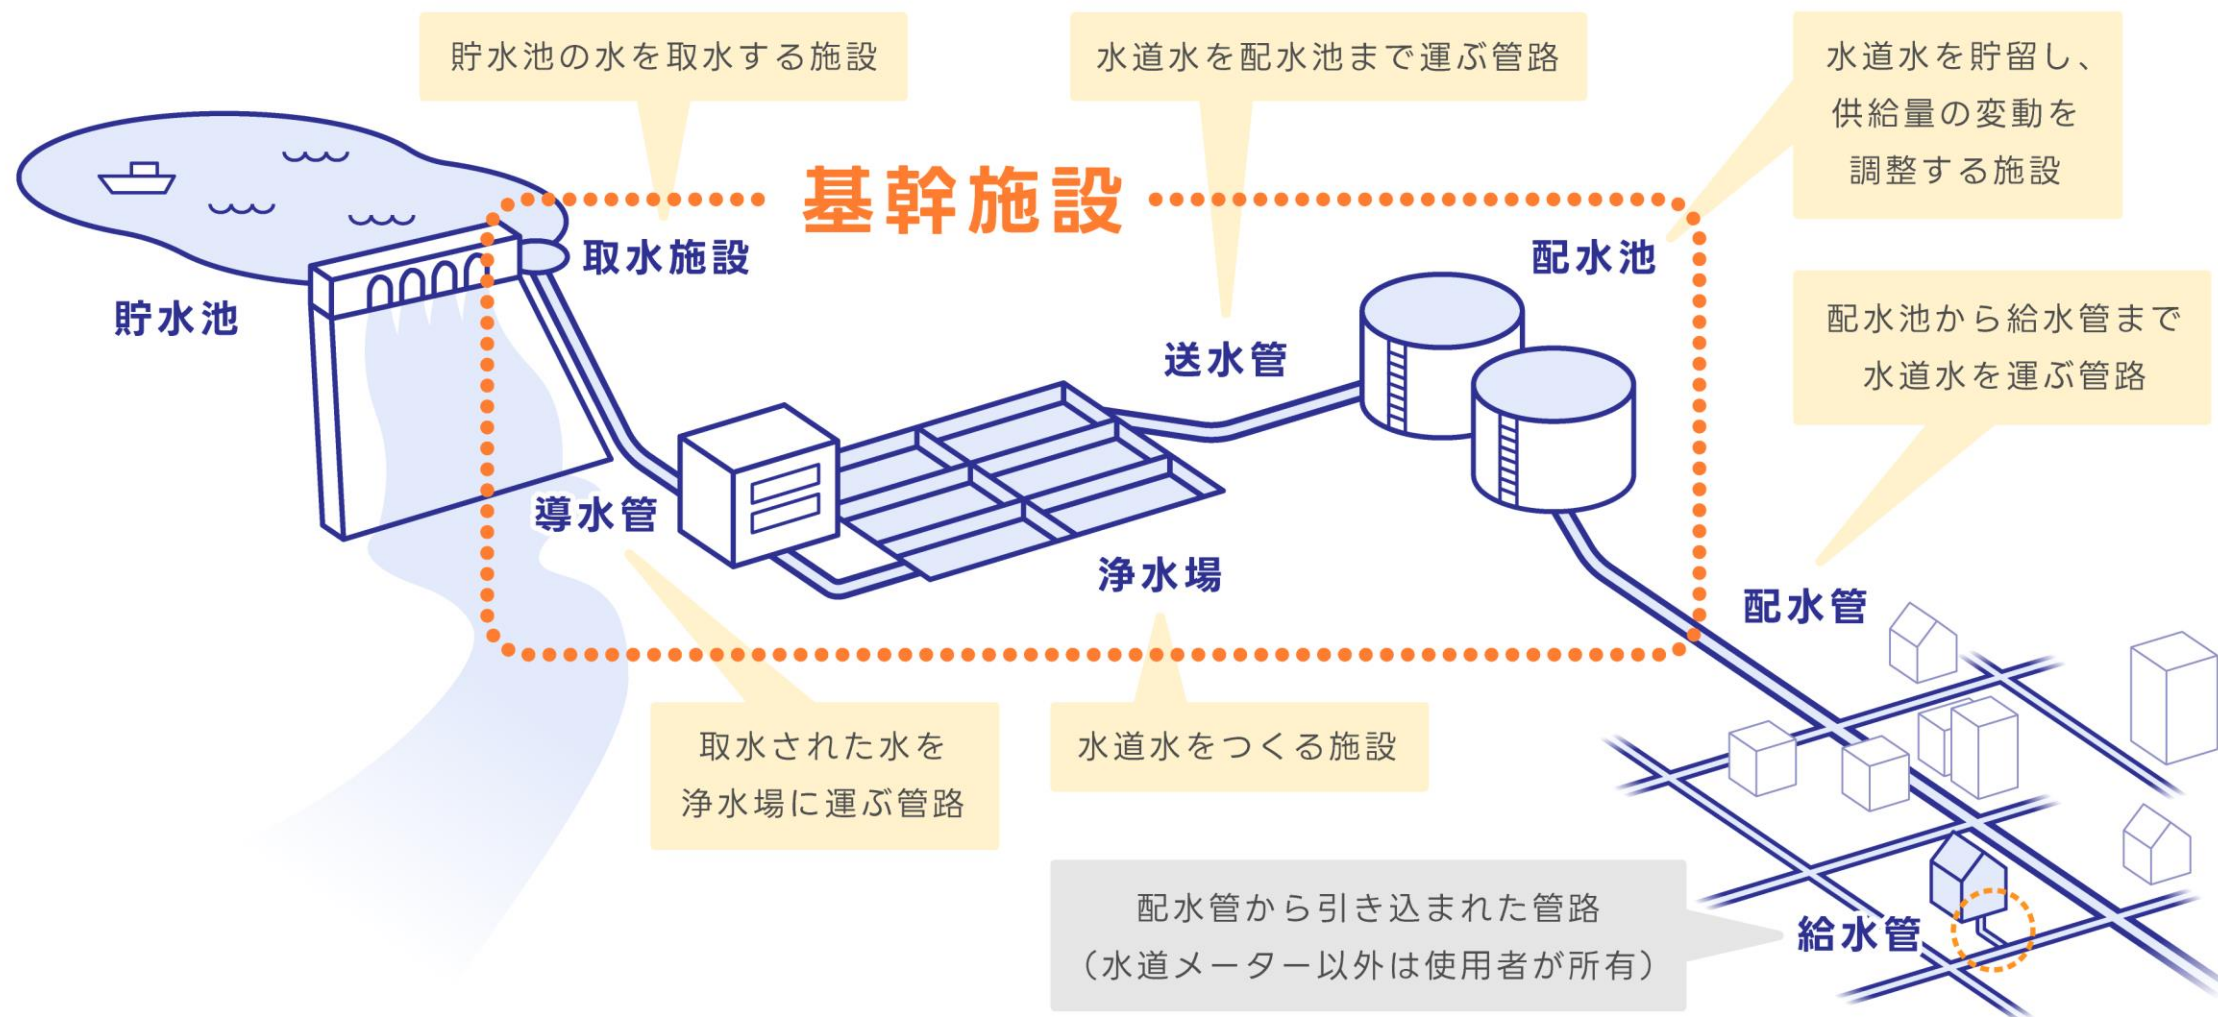 貯水池の水を取水する施設
水道水を配水池まで運ぶ管路
水道水を貯留し、
供給量の変動を
調整する施設
基幹施設
取水施設
配水池
貯水池
配水池から給水管まで
水道水を運ぶ管路
送水管
導水管
浄水場
配水管
取水された水を
浄水場に運ぶ管路
水道水をつくる施設
配水管から引き込まれた管路
（水道メーター以外は使用者が所有）
給水管